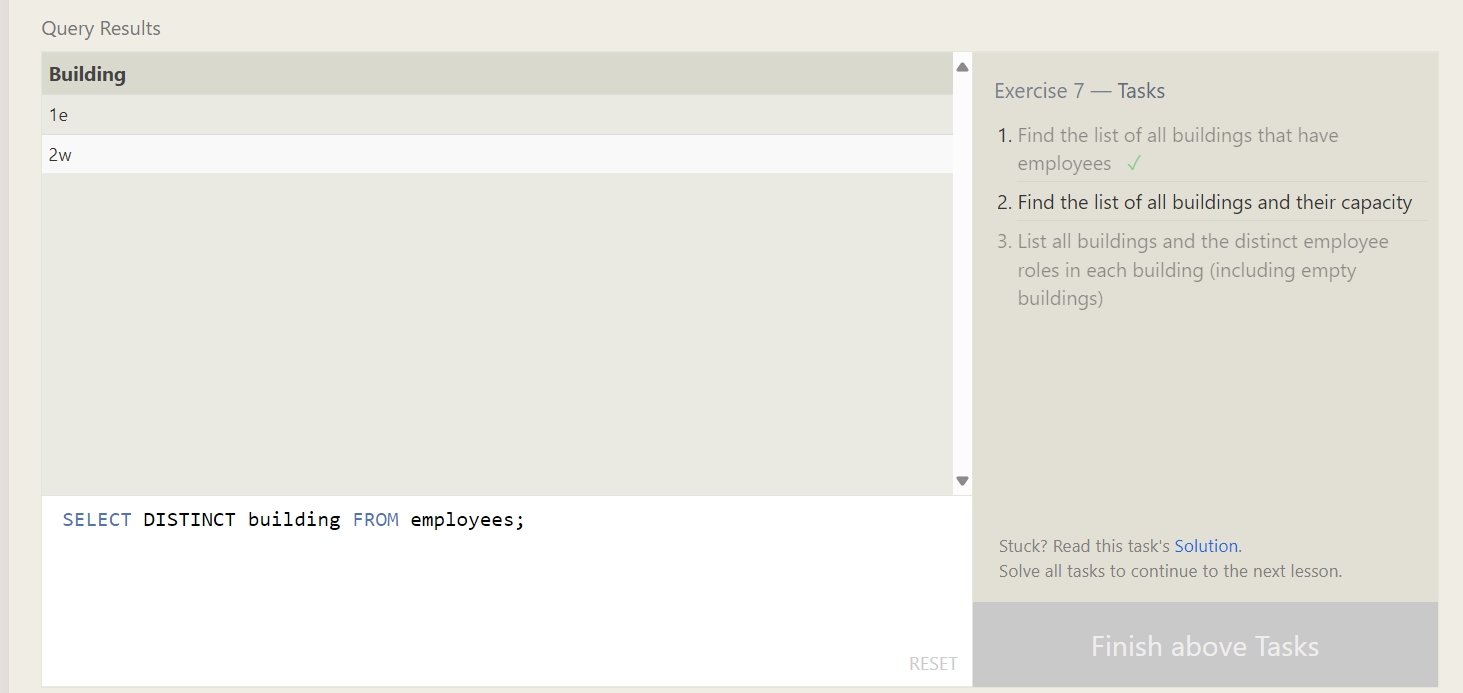 Query Results
Building
1e
2w
SELECT DISTINCT building FROM employees;
RESET
Exercise 7 — Tasks
1. Find the list of all buildings that have
employees ✓
2. Find the list of all buildings and their capacity
3. List all buildings and the distinct employee
roles in each building (including empty
buildings)
Stuck? Read this task's Solution.
Solve all tasks to continue to the next lesson.
Finish above Tasks